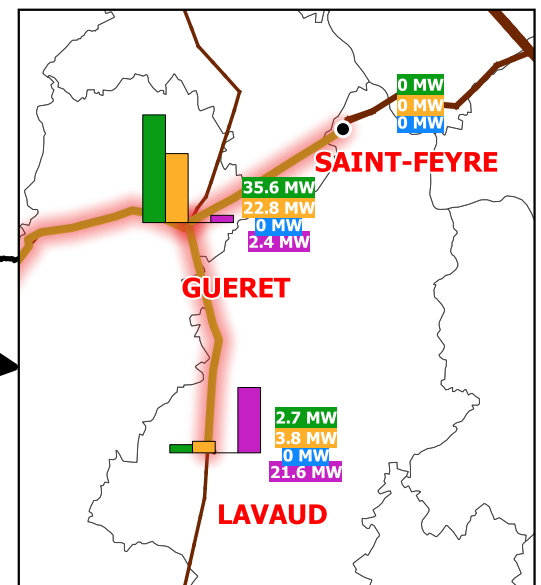 0 MW
0 MW
0 MW
SAINT-FEYRE
35.6 MW
22.8 MW
0 MW
2.4 MW
GUERET
2.7 MW
3.8 MW
0 MW
21.6 MW
LAVAUD